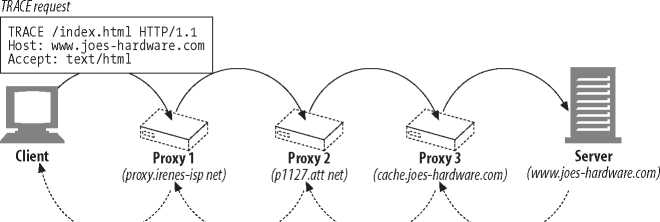 TRACE request
TRACE /index.html HTTP/1.1
Host: www.joes-hardware.com
Accept: text/html
Client
Proxy 1
(proxy.irenes-isp net)
Proxy 2
(p1127.att net)
Proxy 3
(cache.joes-hardware.com)
Server
(www.joes-hardware.com)